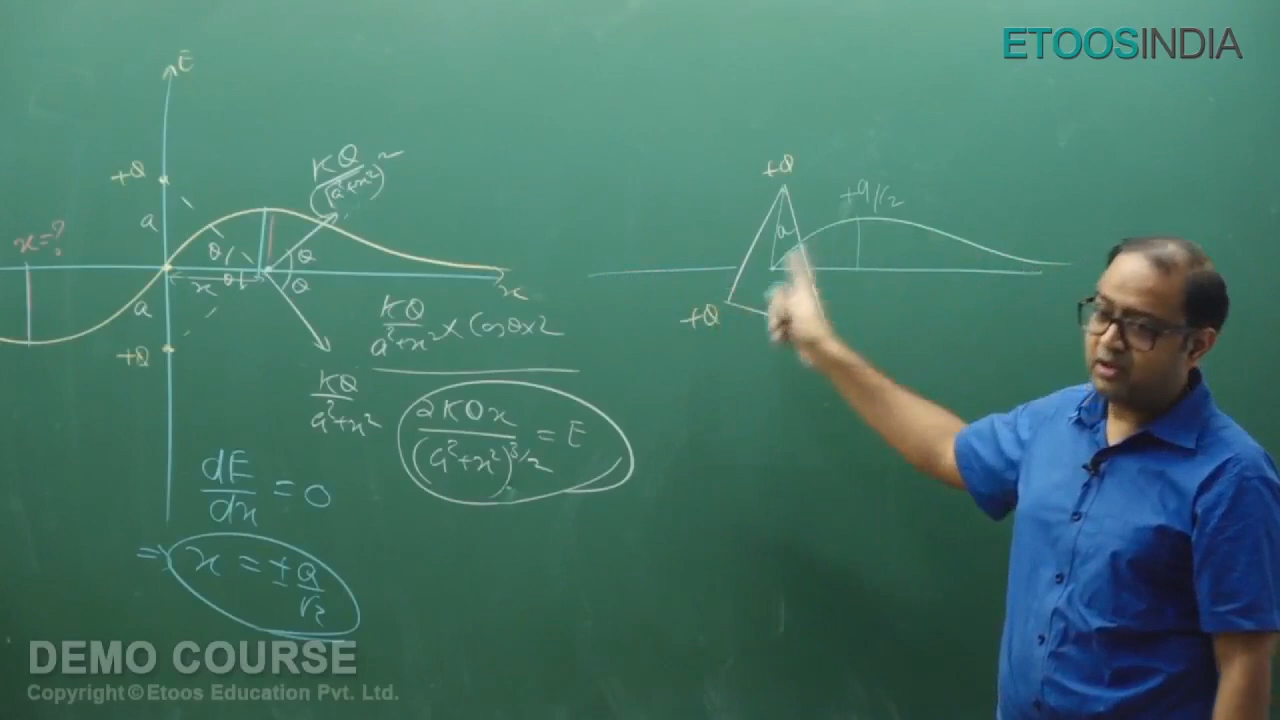 ETOOSINDIA
E
+Q
a
x=?
KQ
(a²+x²)²
θ
θ
x
θ
θ
x
a
+Q
KQ/a²+x² × Cosθ×2
KQ/a²+x²
2KQx/(a²+x²)^3/2 = E
dE/dx = 0
⇒ x = ± a/√2
+Q
+a/√2
a
+Q
DEMO COURSE
Copyright©Etoos Education Pvt. Ltd.